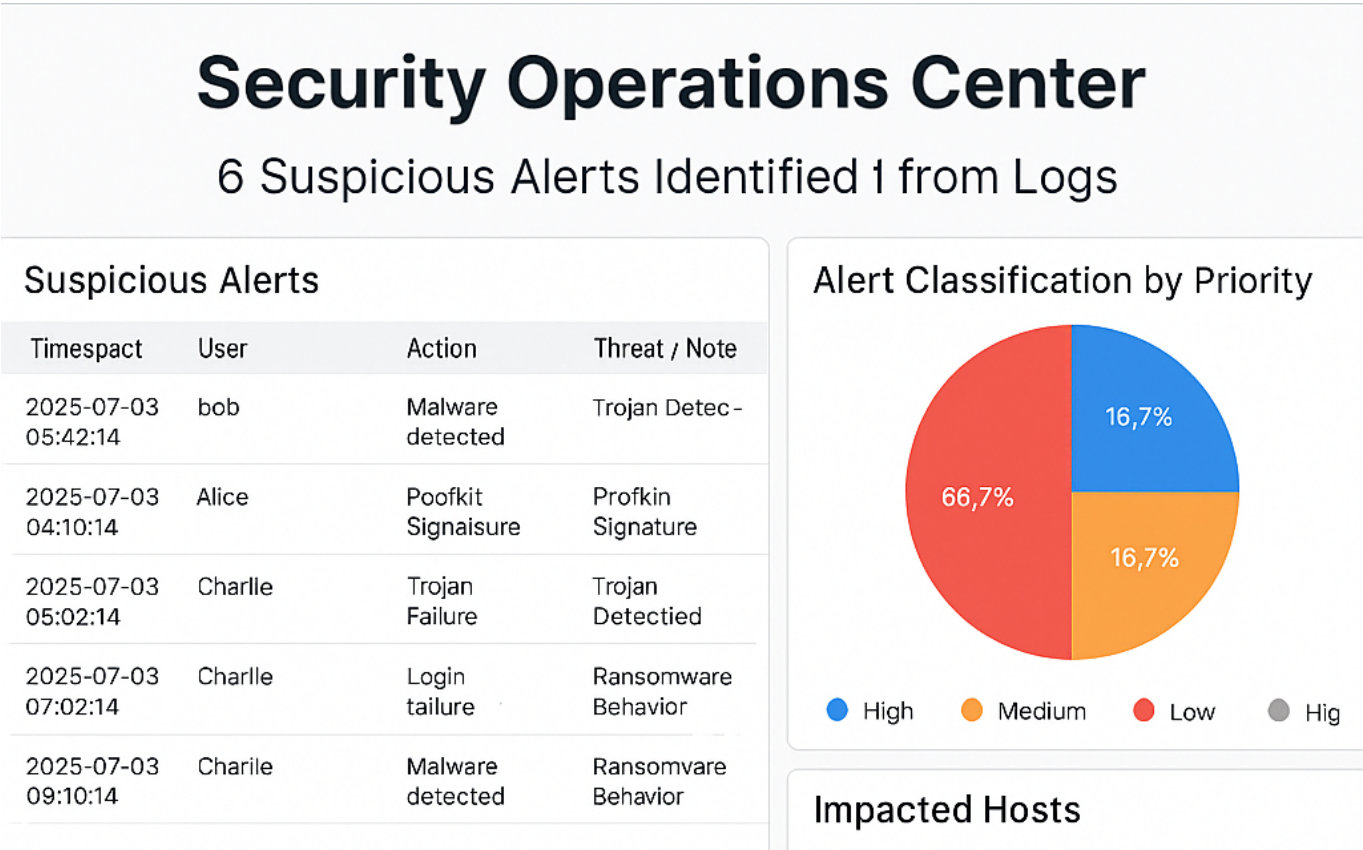 Security Operations Center
6 Suspicious Alerts Identified 1 from Logs
Suspicious Alerts
Timespact User Action Threat / Note
2025-07-03 bob Malware Trojan Detec-
05:42:14 detected
2025-07-03 Alice Poofkit Profkin
04:10:14 Signaisure Signature
2025-07-03 Charlle Trojan Trojan
05:02:14 Failure Detectied
2025-07-03 Charlle Login Ransomware
07:02:14 tailure Behavior
2025-07-03 Charile Malware Ransomvare
09:10:14 detected Behavior
Alert Classification by Priority
16,7%
66,7%
16,7%
High Medium Low Hig
Impacted Hosts